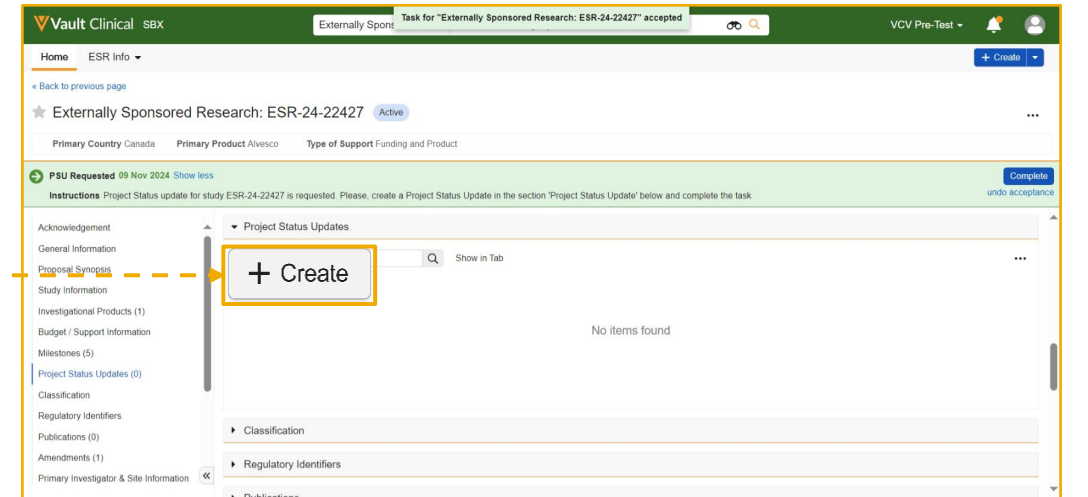 Vault Clinical SBX
Externally Spons
Task for "Externally Sponsored Research: ESR-24-22427" accepted
VCV Pre-Test
Home ESR Info
+ Create
« Back to previous page
Externally Sponsored Research: ESR-24-22427 Active
...
Primary Country Canada Primary Product Alvesco Type of Support Funding and Product
PSU Requested 09 Nov 2024 Show less
Complete
Instructions Project Status update for study ESR-24-22427 is requested. Please, create a Project Status Update in the section 'Project Status Update' below and complete the task
undo acceptance
Acknowledgement
General Information
Proposal Synopsis
Study Information
Investigational Products (1)
Budget / Support Information
Milestones (5)
Project Status Updates (0)
Classification
Regulatory Identifiers
Publications (0)
Amendments (1)
Primary Investigator & Site Information
«
Project Status Updates
+ Create
Show in Tab
...
No items found
Classification
Regulatory Identifiers
Publications